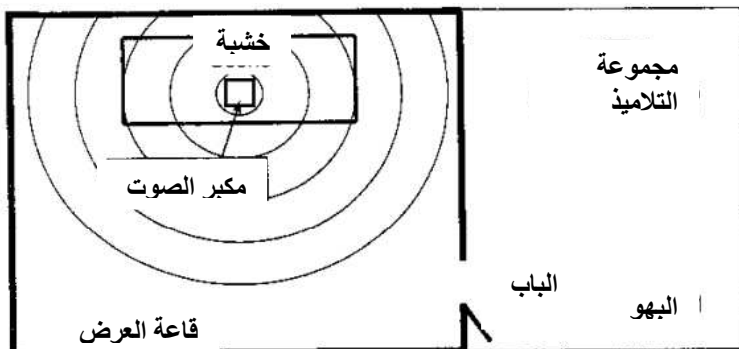 خشبة
مجموعة
التلاميذ
مكبر الصوت
الباب
البهو
قاعة العرض